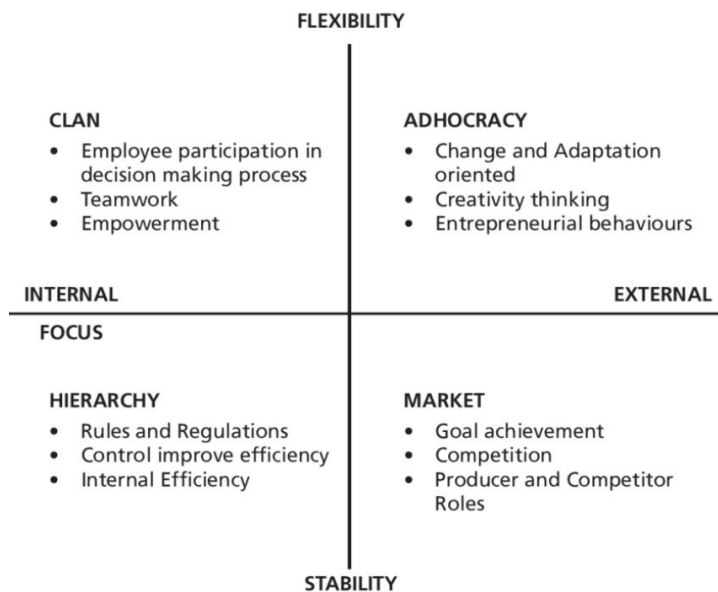 FLEXIBILITY
CLAN
• Employee participation in
decision making process
• Teamwork
• Empowerment
ADHOCRACY
• Change and Adaptation
oriented
• Creativity thinking
• Entrepreneurial behaviours
INTERNAL
EXTERNAL
FOCUS
HIERARCHY
• Rules and Regulations
• Control improve efficiency
• Internal Efficiency
MARKET
• Goal achievement
• Competition
• Producer and Competitor
Roles
STABILITY